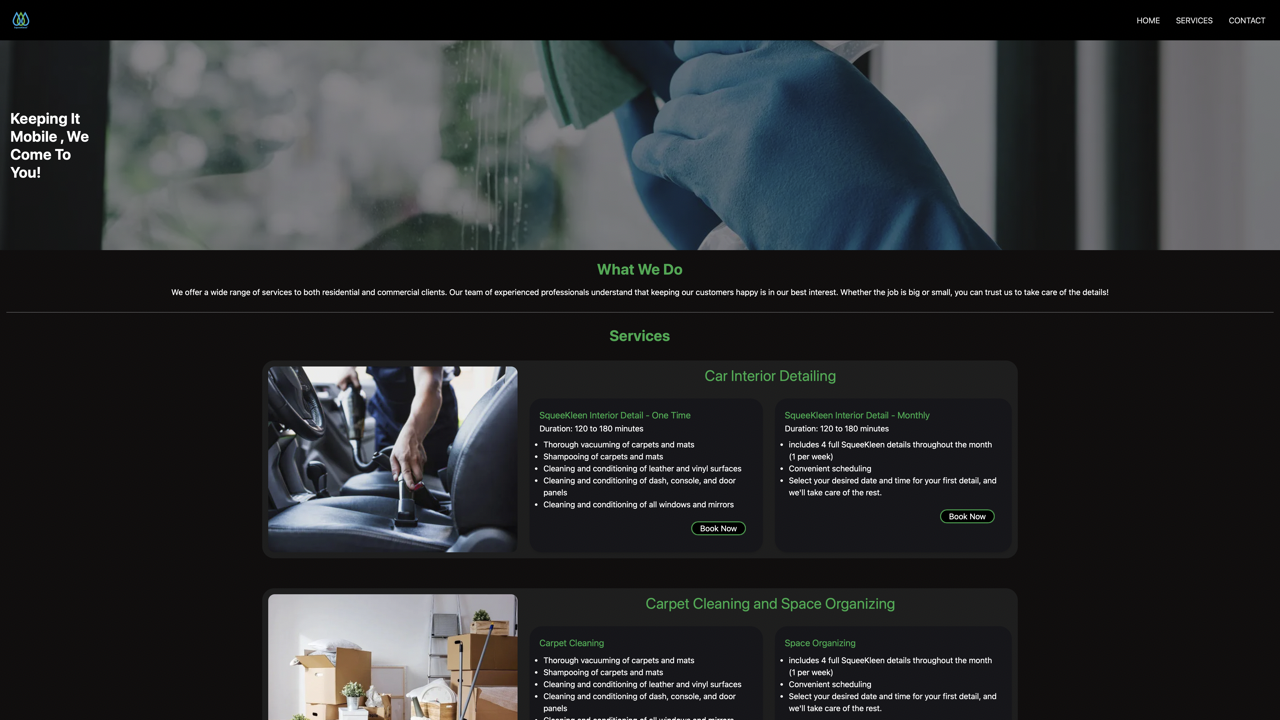 HOME SERVICES CONTACT
Keeping It
Mobile , We
Come To
You!
What We Do
We offer a wide range of services to both residential and commercial clients. Our team of experienced professionals understand that keeping our customers happy is in our best interest. Whether the job is big or small, you can trust us to take care of the details!
Services
Car Interior Detailing
SqueeKleen Interior Detail - One Time
Duration: 120 to 180 minutes
• Thorough vacuuming of carpets and mats
• Shampooing of carpets and mats
• Cleaning and conditioning of leather and vinyl surfaces
• Cleaning and conditioning of dash, console, and door
panels
• Cleaning and conditioning of all windows and mirrors
Book Now
SqueeKleen Interior Detail - Monthly
Duration: 120 to 180 minutes
• includes 4 full SqueeKleen details throughout the month
(1 per week)
• Convenient scheduling
• Select your desired date and time for your first detail, and
we'll take care of the rest.
Book Now
Carpet Cleaning and Space Organizing
Carpet Cleaning
• Thorough vacuuming of carpets and mats
• Shampooing of carpets and mats
• Cleaning and conditioning of leather and vinyl surfaces
• Cleaning and conditioning of dash, console, and door
panels
Space Organizing
• includes 4 full SqueeKleen details throughout the month
(1 per week)
• Convenient scheduling
• Select your desired date and time for your first detail, and
we'll take care of the rest.